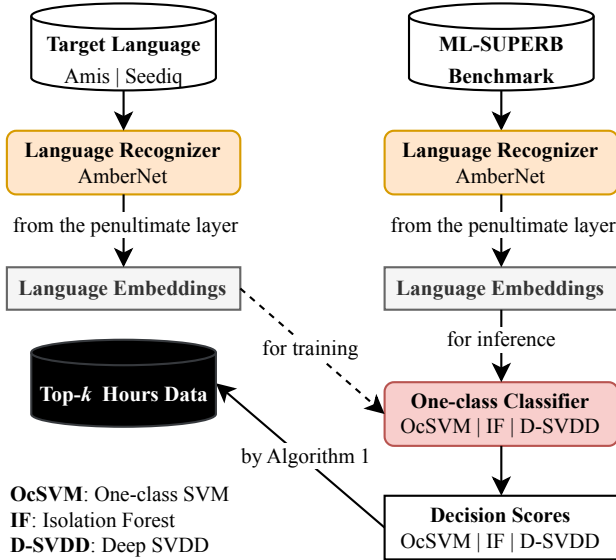 Target Language
Amis | Seediq
ML-SUPERB
Benchmark
Language Recognizer
AmberNet
Language Recognizer
AmberNet
from the penultimate layer
from the penultimate layer
Language Embeddings
Language Embeddings
for training
for inference
Top-k Hours Data
One-class Classifier
OcSVM | IF | D-SVDD
by Algorithm 1
OcSVM: One-class SVM
IF: Isolation Forest
D-SVDD: Deep SVDD
Decision Scores
OcSVM | IF | D-SVDD